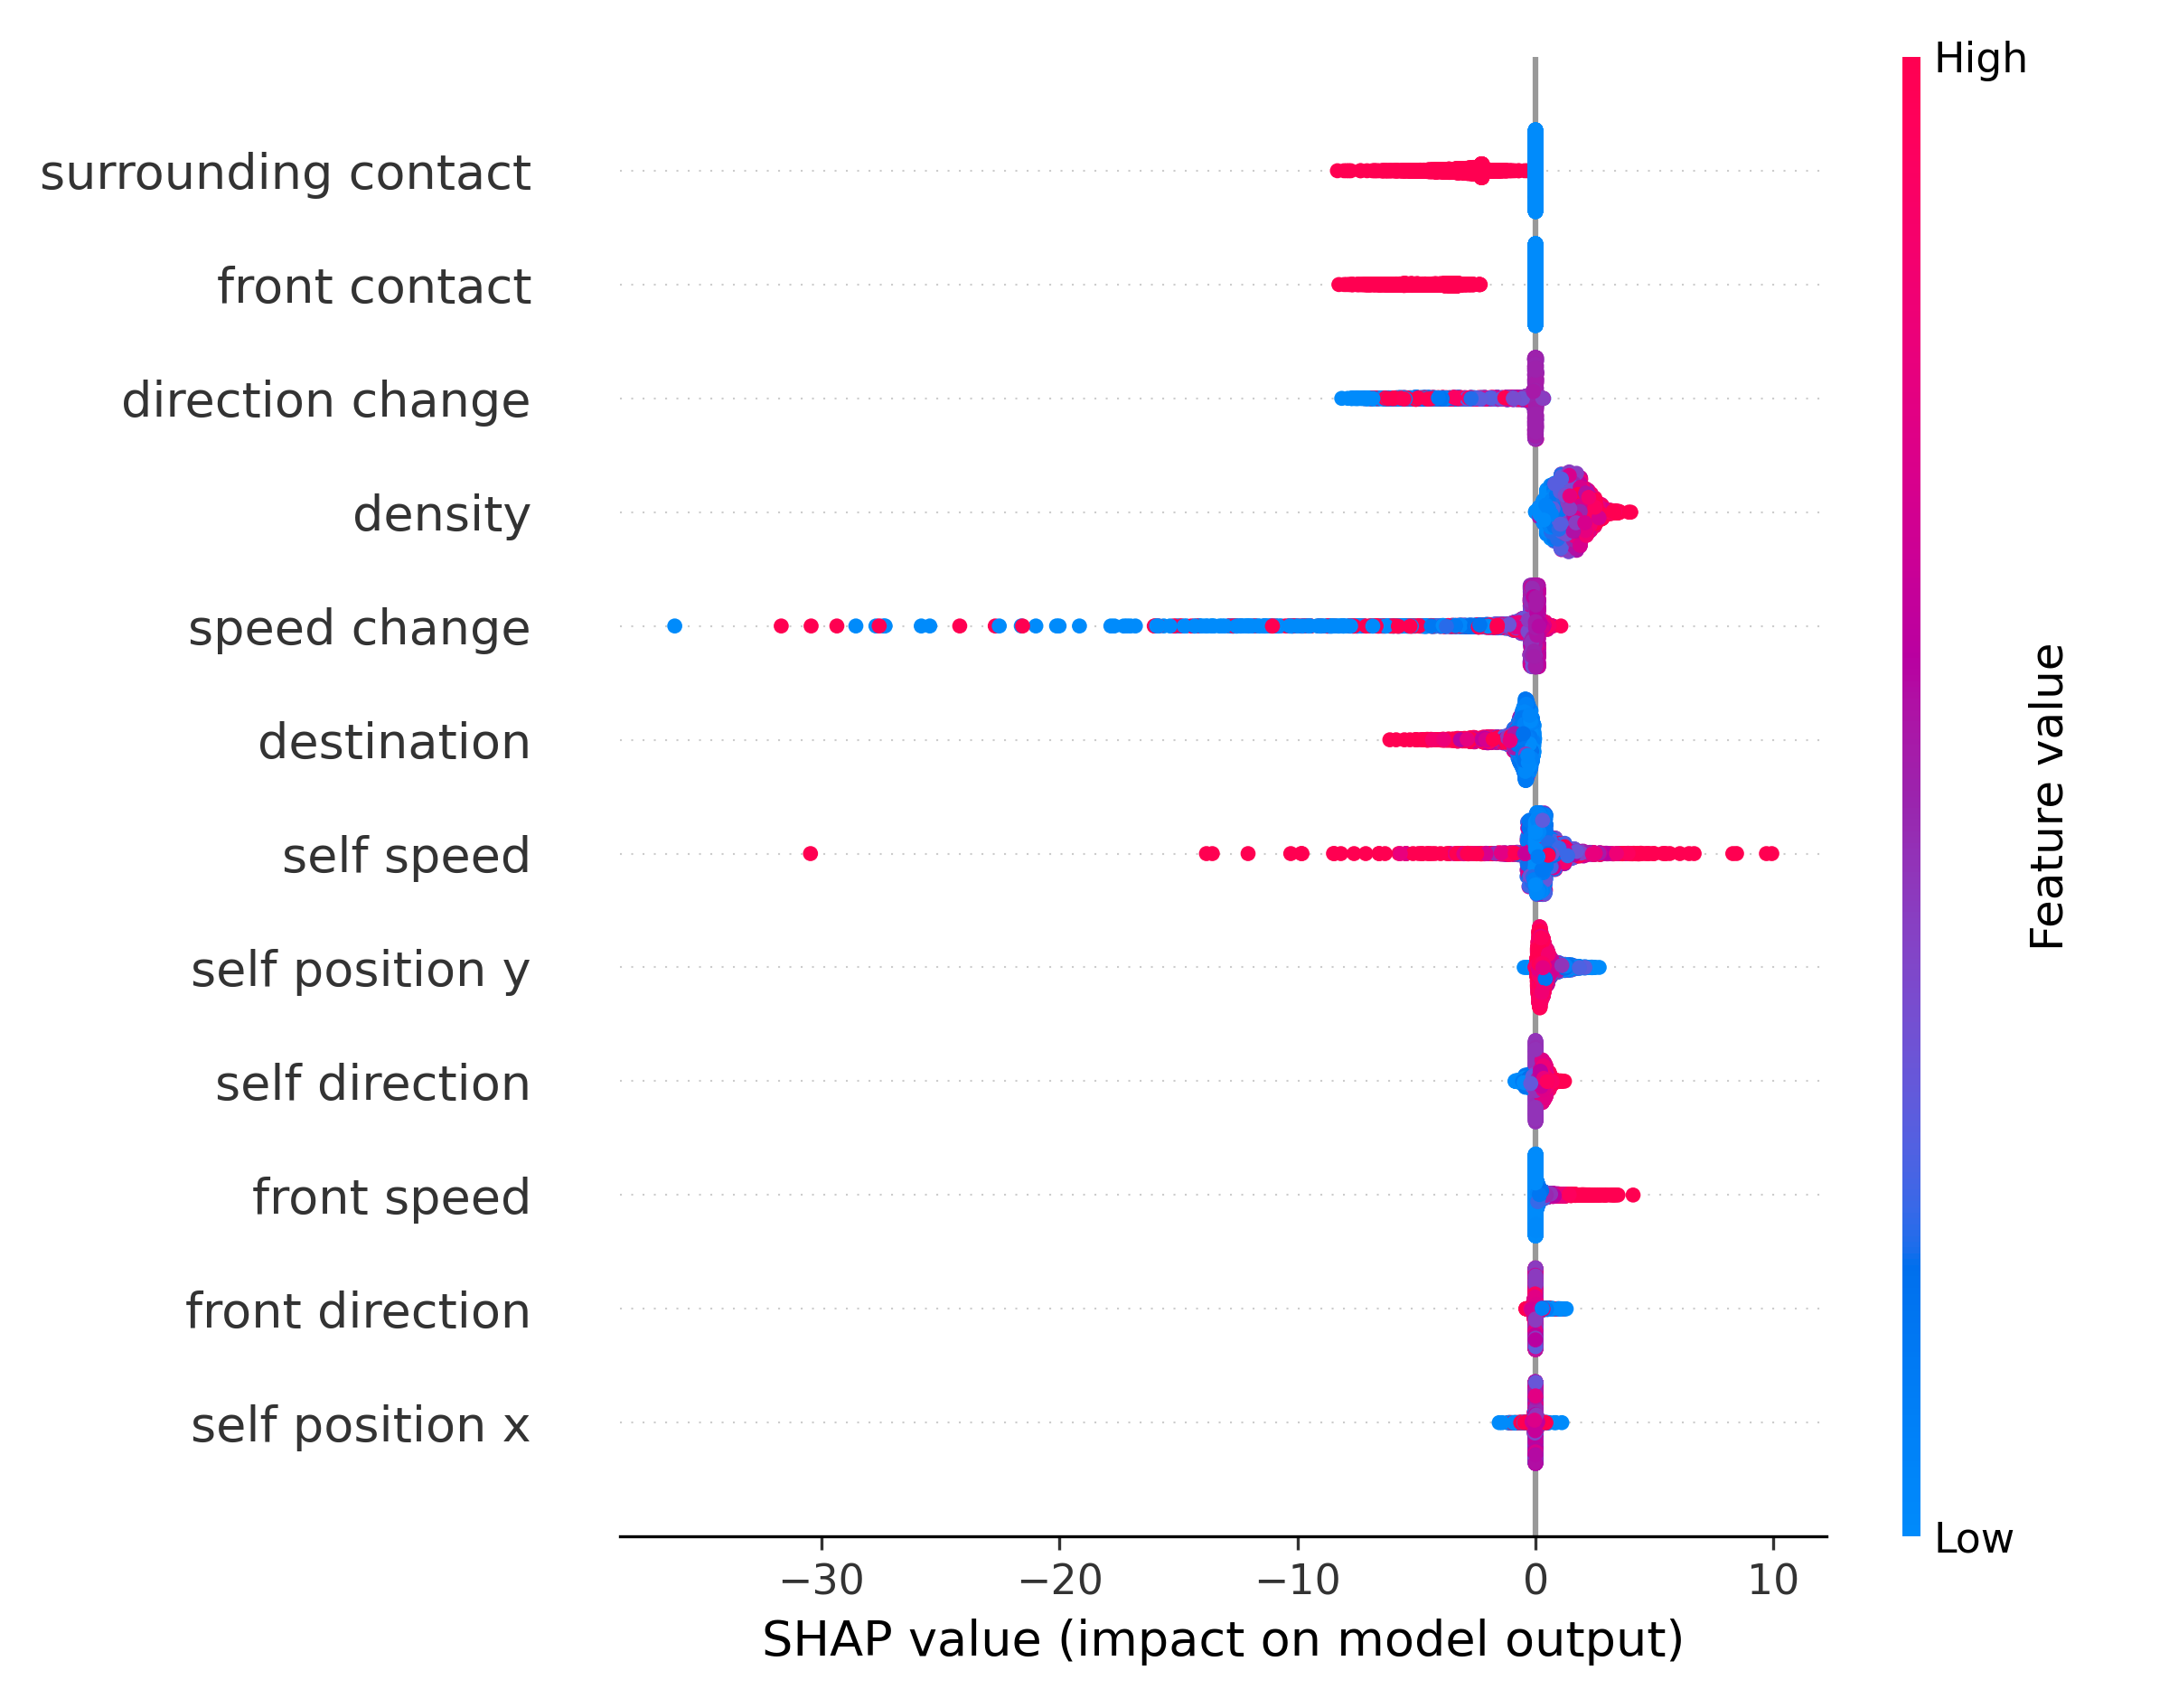 High
surrounding contact
front contact
direction change
density
speed change
destination
self speed
self position y
self direction
front speed
front direction
self position x
Feature value
Low
−30 −20 −10 0 10
SHAP value (impact on model output)